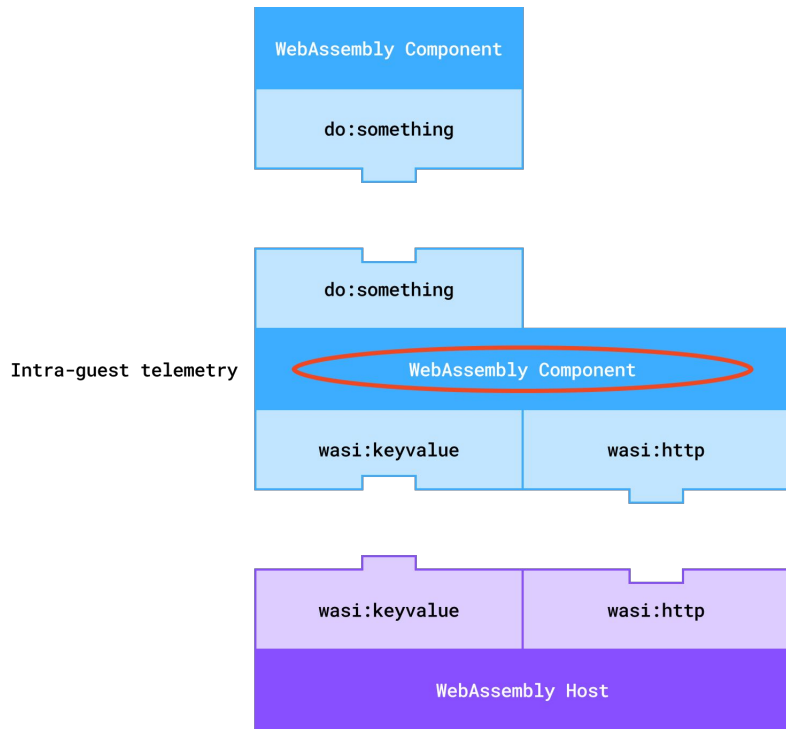 WebAssembly Component
do:something
do:something
Intra-guest telemetry
WebAssembly Component
wasi:keyvalue
wasi:http
wasi:keyvalue
wasi:http
WebAssembly Host